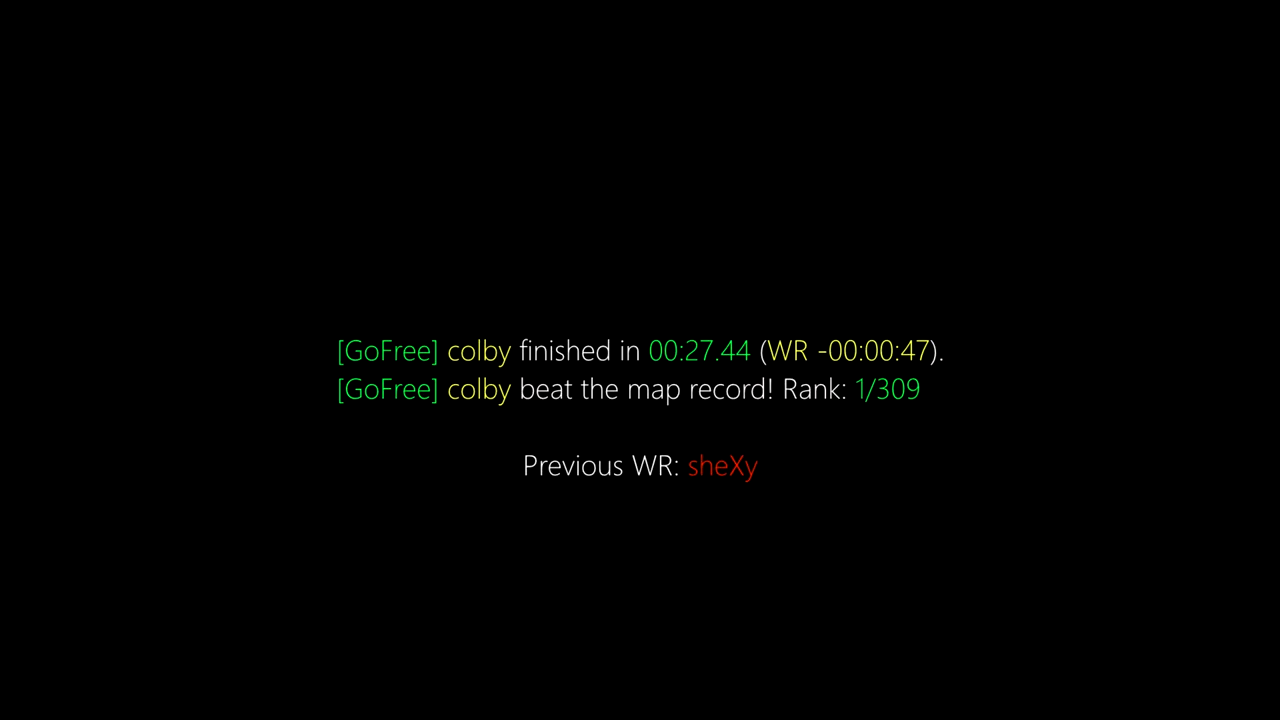 [GoFree] colby finished in 00:27.44 (WR -00:00:47).
[GoFree] colby beat the map record! Rank: 1/309
Previous WR: sheXy